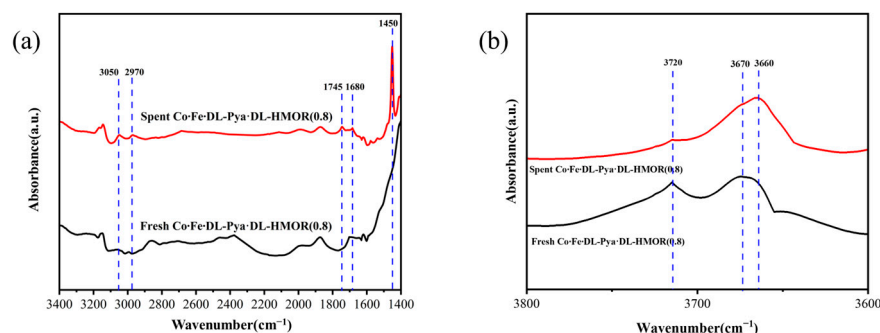 (a)
1450
3050
2970
1745
1680
Spent Co·Fe·DL-Pya·DL-HMOR(0.8)
Fresh Co·Fe·DL-Pya·DL-HMOR(0.8)
Absorbance(a.u.)
3400 3200 3000 2800 2600 2400 2200 2000 1800 1600 1400
Wavenumber(cm⁻¹)
(b)
3720
3670
3660
Spent Co·Fe·DL-Pya·DL-HMOR(0.8)
Fresh Co·Fe·DL-Pya·DL-HMOR(0.8)
Absorbance(a.u.)
3800 3700 3600
Wavenumber(cm⁻¹)